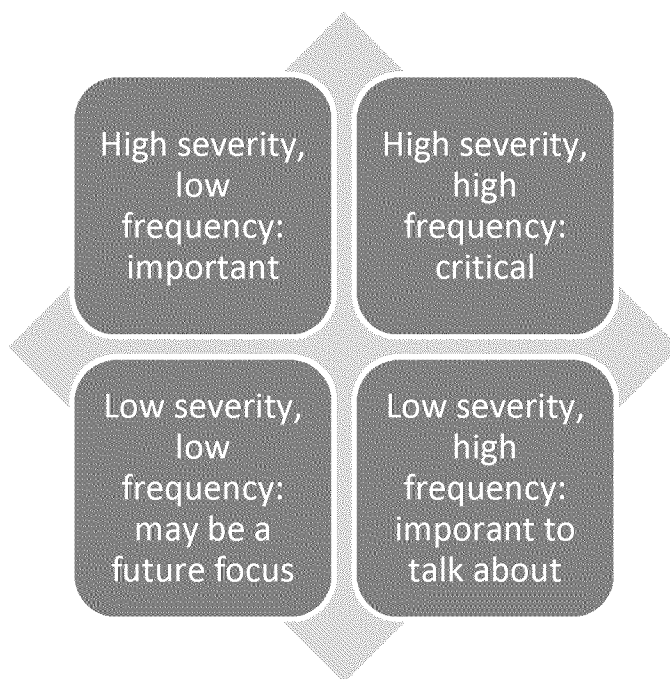 High severity,
low
frequency:
important
High severity,
high
frequency:
critical
Low severity,
low
frequency:
may be a
future focus
Low severity,
high
frequency:
imporant to
talk about